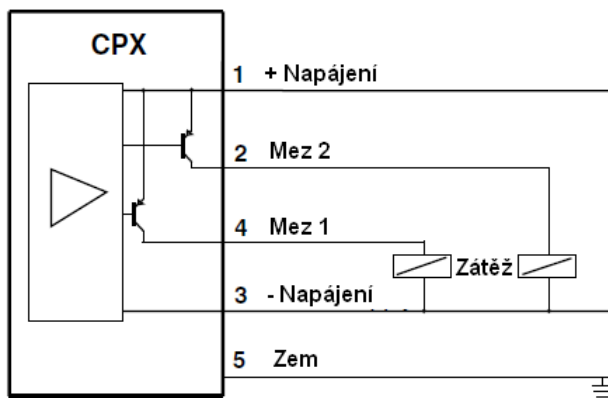 CPX
1 + Napájení
2 Mez 2
4 Mez 1
Zátěž
3 - Napájení
5 Zem